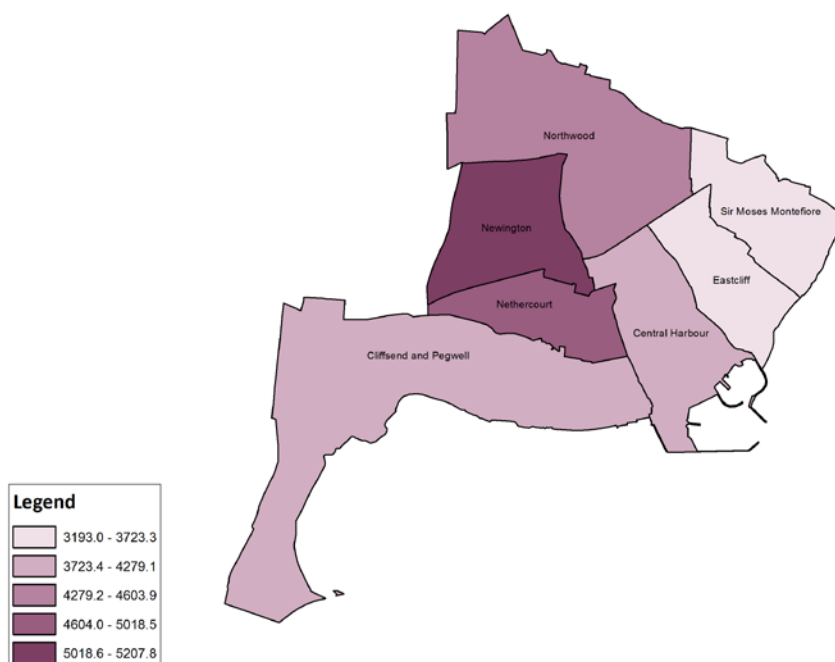 Northwood
Sir Moses Montefiore
Newington
Eastcliff
Nethercourt
Central Harbour
Cliffsend and Pegwell
Legend
3193.0 - 3723.3
3723.4 - 4279.1
4279.2 - 4603.9
4604.0 - 5018.5
5018.6 - 5207.8